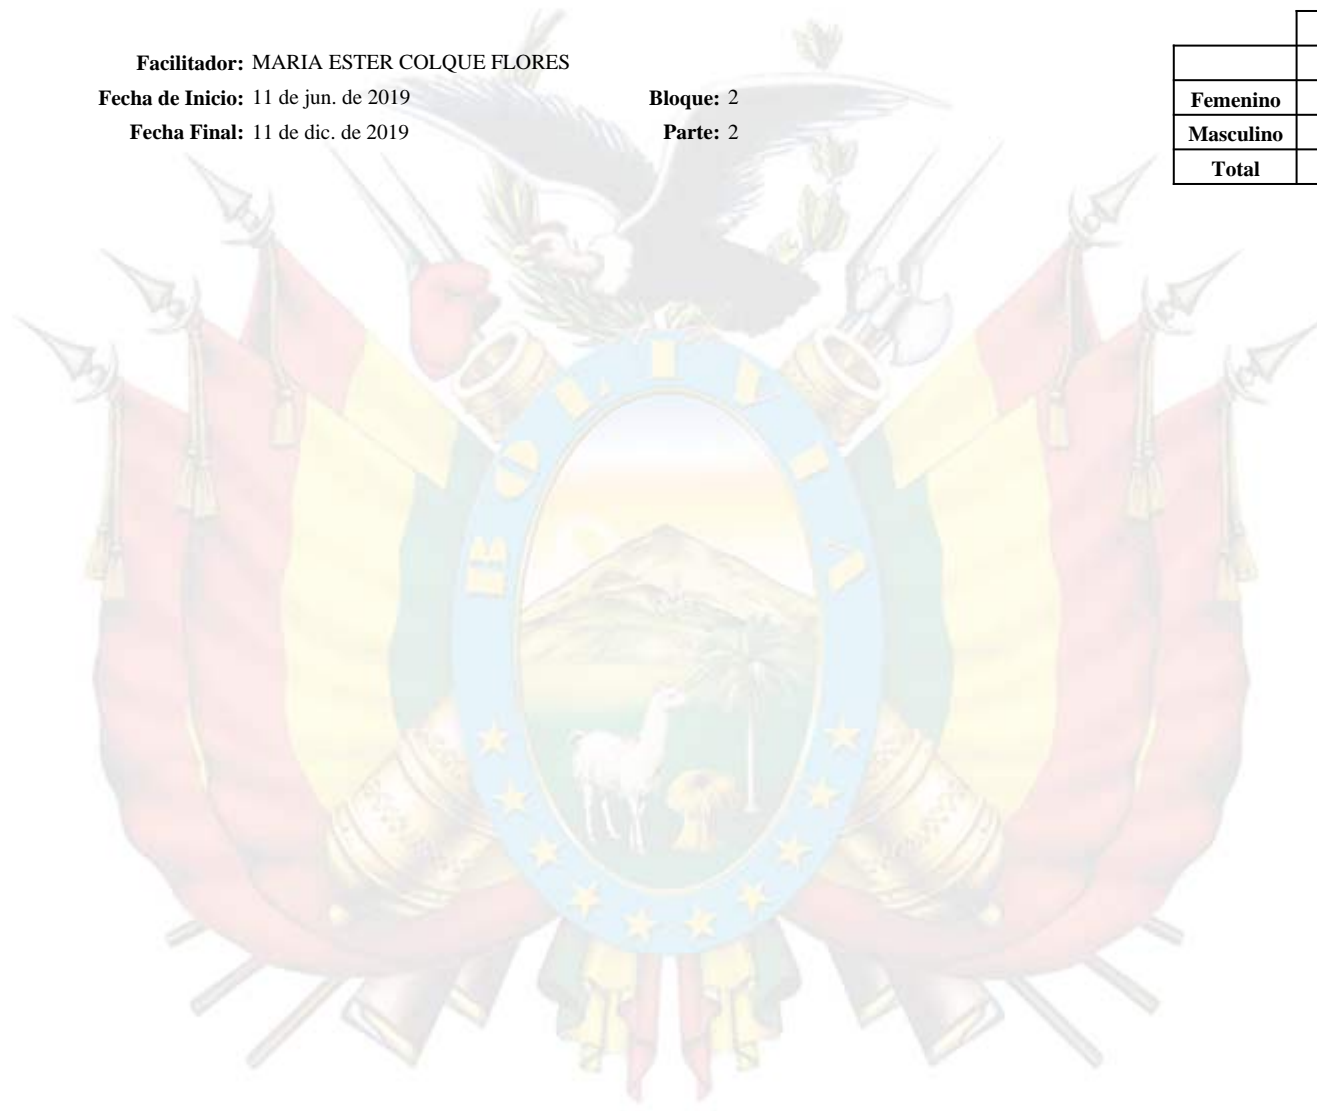 Facilitador: MARIA ESTER COLQUE FLORES
Fecha de Inicio: 11 de jun. de 2019 Bloque: 2
Fecha Final: 11 de dic. de 2019 Parte: 2
Femenino
Masculino
Total
BOLIVIA